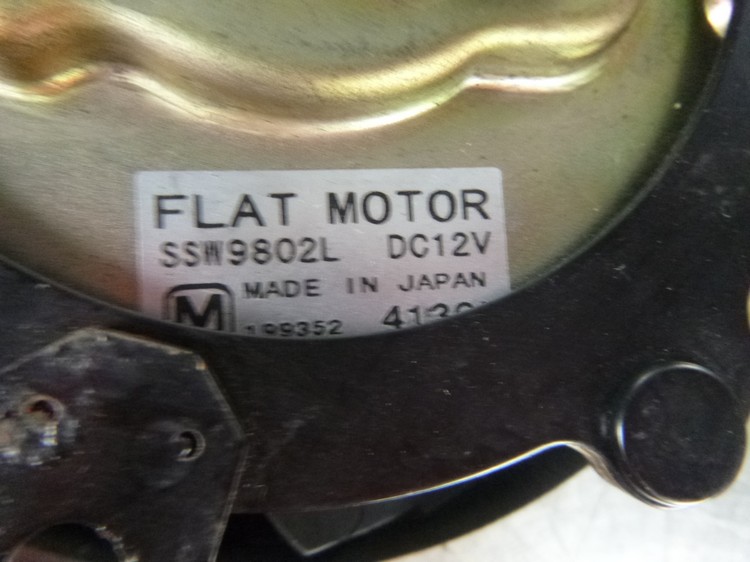 FLAT MOTOR
SSW9802L DC12V
MADE IN JAPAN
M 199352